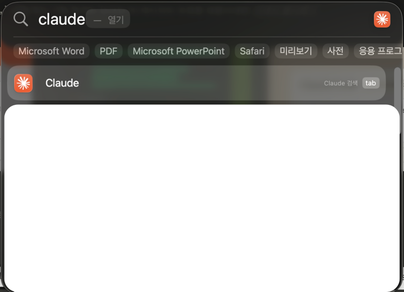 claude — 열기
Microsoft Word PDF Microsoft PowerPoint Safari 미리보기 사전 응용 프로그
Claude Claude 검색 tab